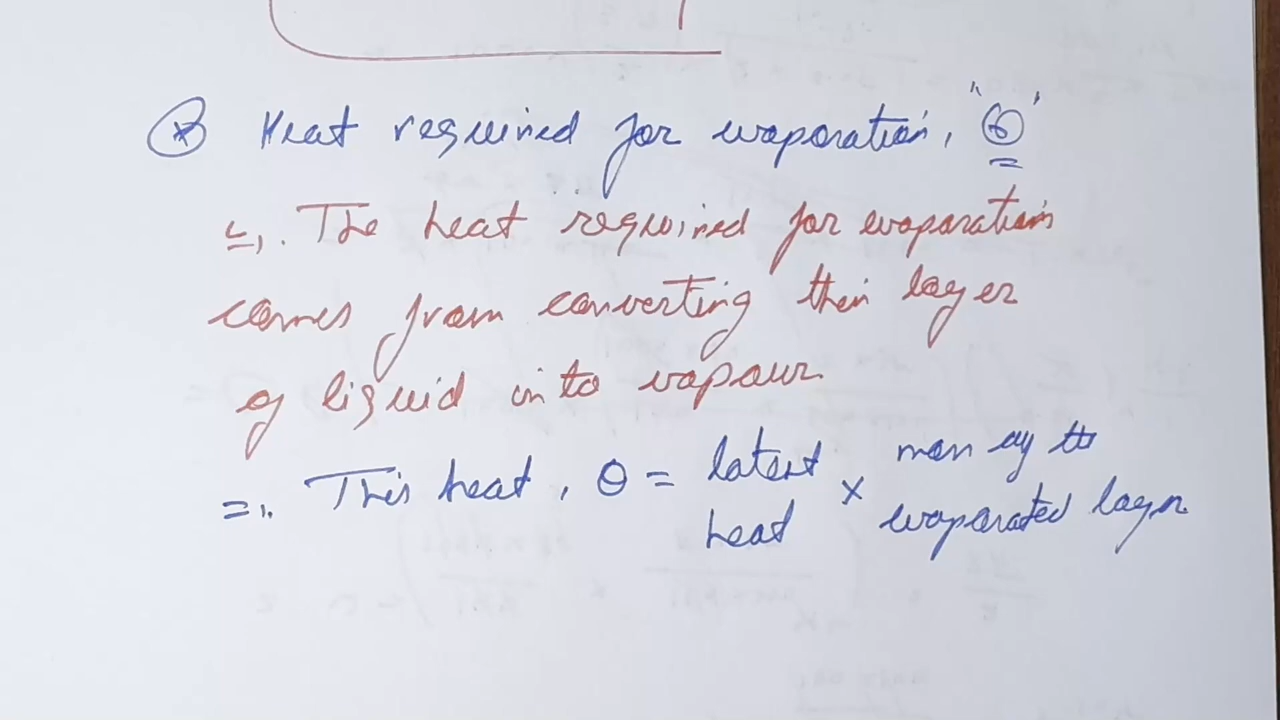 Heat required for evaporation, "Q"
⇒. The heat required for evaporation
comes from converting thin layer
of liquid into vapour.
⇒. This heat, Q = latent heat × mass of the evaporated layer